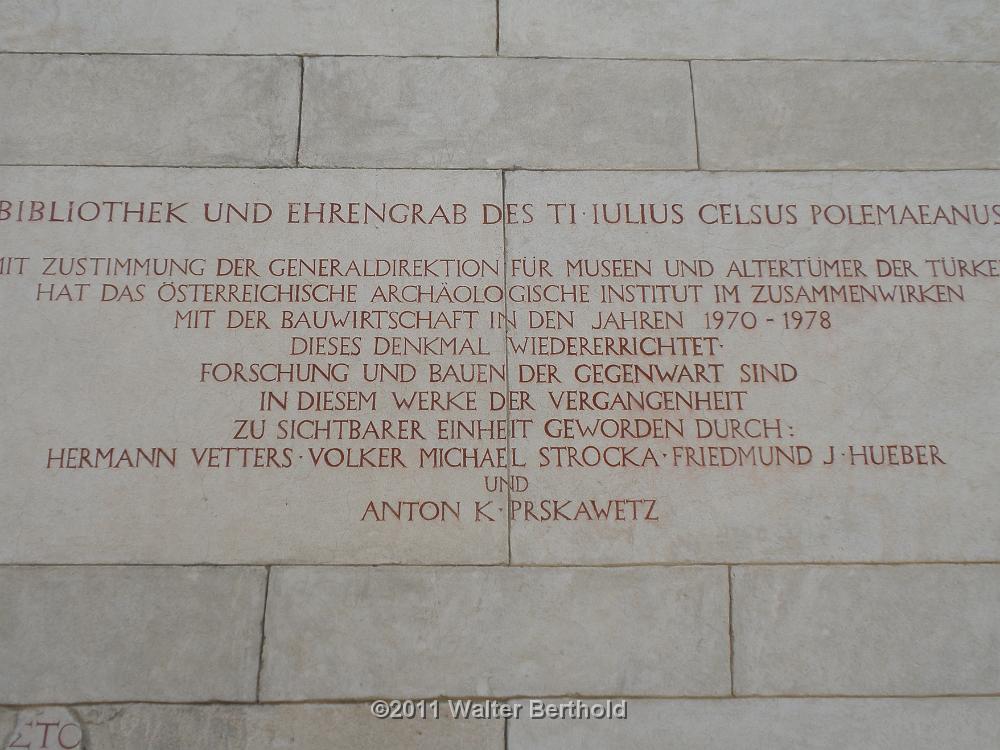 BIBLIOTHEK UND EHRENGRAB DES TI·IULIUS CELSUS POLEMAEANUS
MIT ZUSTIMMUNG DER GENERALDIREKTION FÜR MUSEEN UND ALTERTÜMER DER TÜRKE
HAT DAS ÖSTERREICHISCHE ARCHÄOLOGISCHE INSTITUT IM ZUSAMMENWIRKEN
MIT DER BAUWIRTSCHAFT IN DEN JAHREN 1970 - 1978
DIESES DENKMAL WIEDERERRICHTET·
FORSCHUNG UND BAUEN DER GEGENWART SIND
IN DIESEM WERKE DER VERGANGENHEIT
ZU SICHTBARER EINHEIT GEWORDEN DURCH:
HERMANN VETTERS·VOLKER MICHAEL STROCKA·FRIEDMUND J·HUEBER
UND
ANTON K·PRSKAWETZ
ΣΤΟ
©2011 Walter Berthold